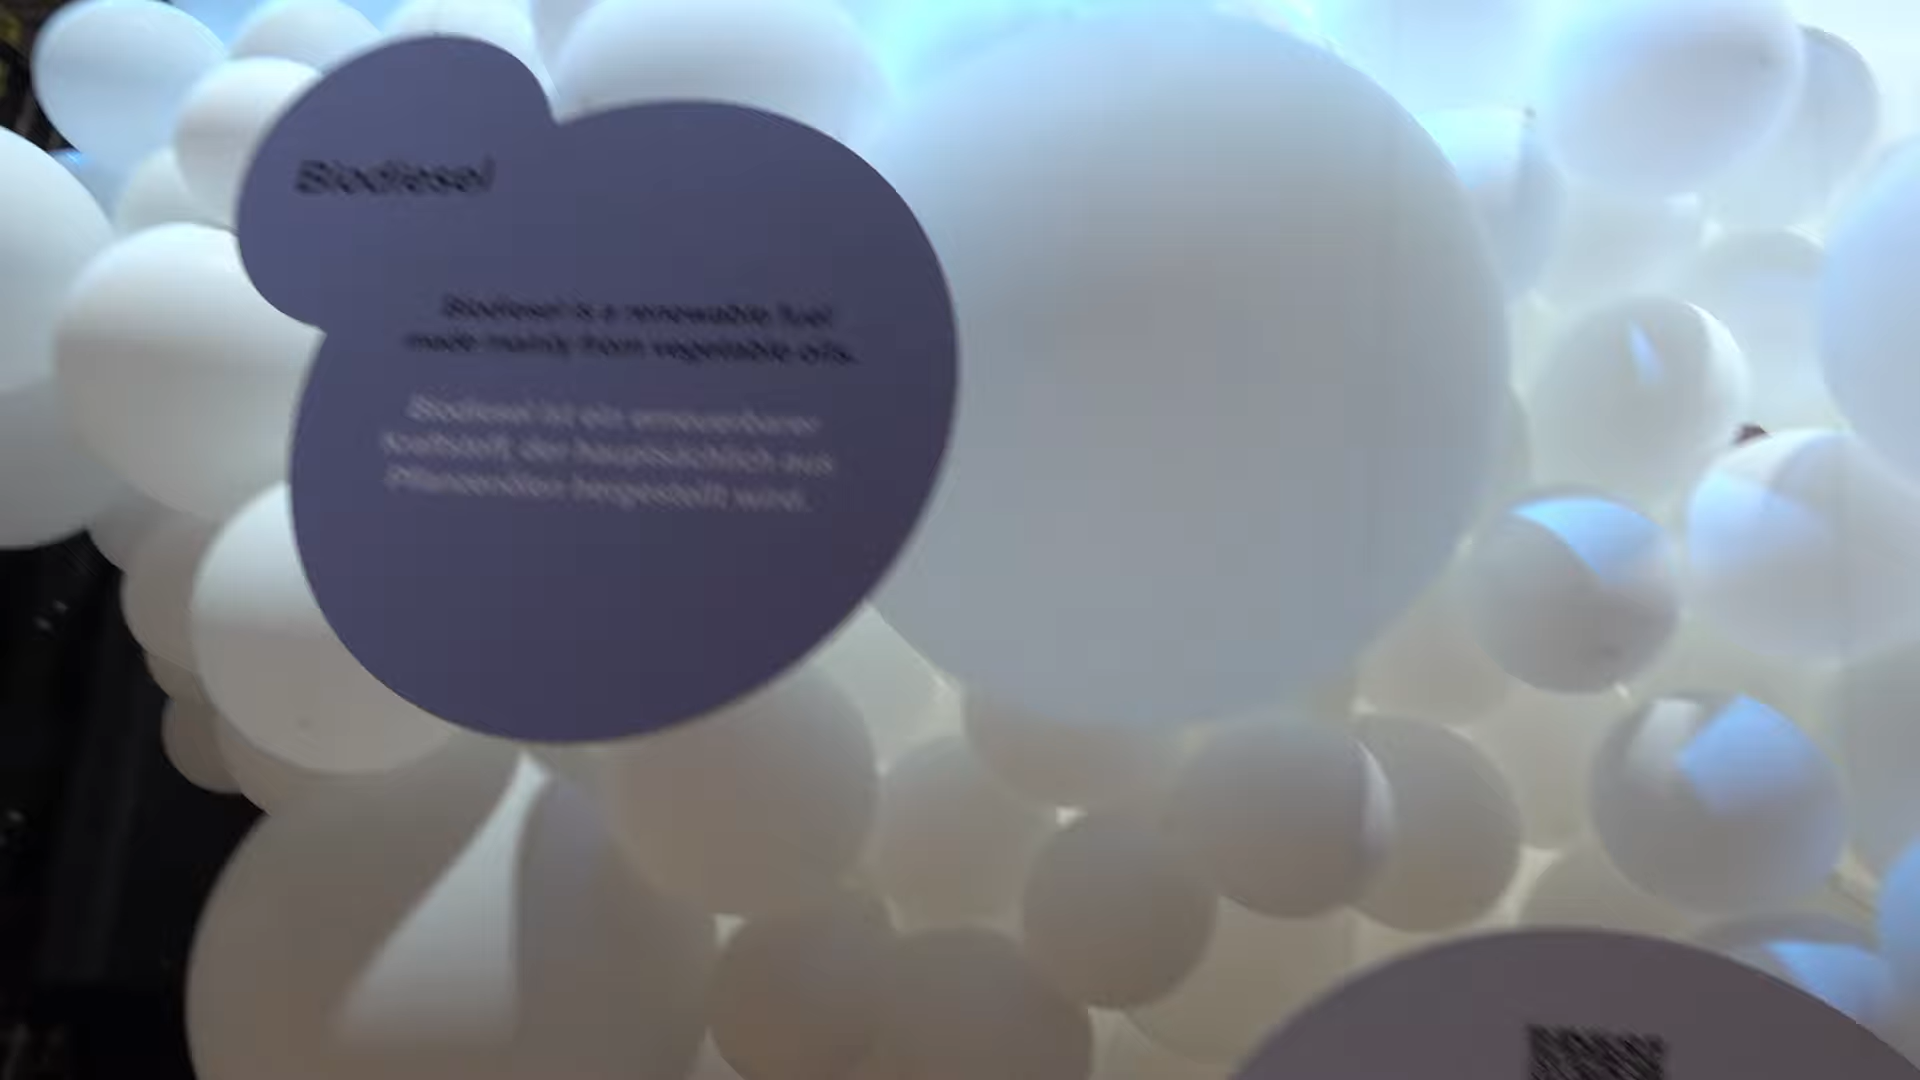 Biodiesel
Biodiesel is a renewable fuel
made mainly from vegetable oils.
Biodiesel ist ein erneuerbarer
Kraftstoff, der hauptsächlich aus
Pflanzenölen hergestellt wird.